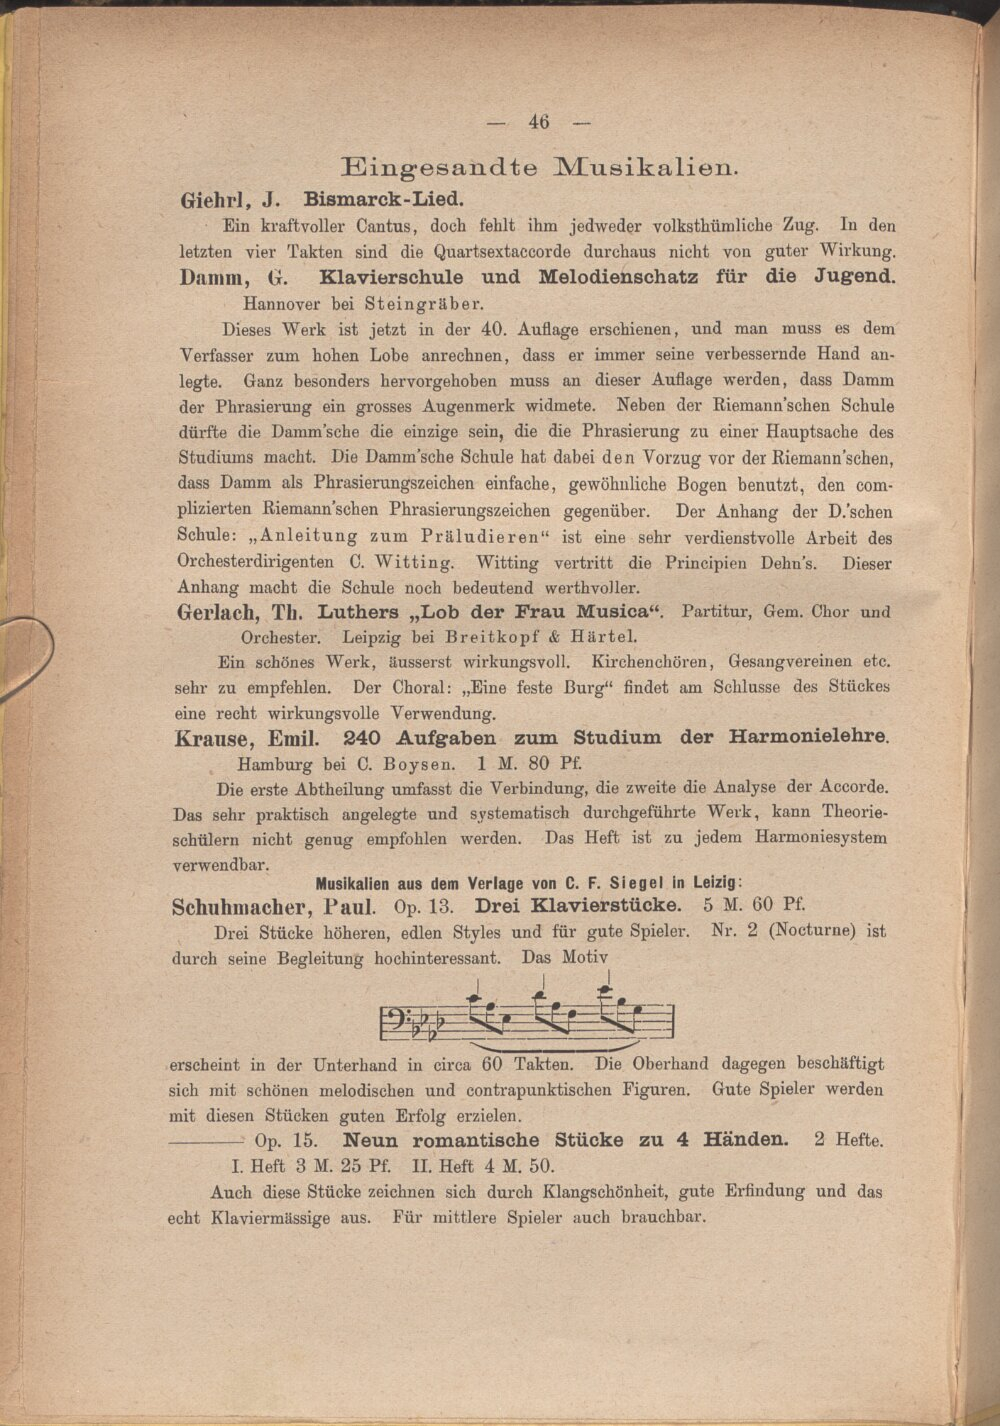 — 46 —
Eingesandte Musikalien.
Giehrl, J. Bismarck-Lied.
Ein kraftvoller Cantus, doch fehlt ihm jedweder volksthümliche Zug. In den
letzten vier Takten sind die Quartsextaccorde durchaus nicht von guter Wirkung.
Damm, G. Klavierschule und Melodienschatz für die Jugend.
Hannover bei Steingräber.
Dieses Werk ist jetzt in der 40. Auflage erschienen, und man muss es dem
Verfasser zum hohen Lobe anrechnen, dass er immer seine verbessernde Hand an-
legte. Ganz besonders hervorgehoben muss an dieser Auflage werden, dass Damm
der Phrasierung ein grosses Augenmerk widmete. Neben der Riemann'schen Schule
dürfte die Damm'sche die einzige sein, die die Phrasierung zu einer Hauptsache des
Studiums macht. Die Damm'sche Schule hat dabei den Vorzug vor der Riemann'schen,
dass Damm als Phrasierungszeichen einfache, gewöhnliche Bogen benutzt, den com-
plizierten Riemann'schen Phrasierungszeichen gegenüber. Der Anhang der D.'schen
Schule: „Anleitung zum Präludieren“ ist eine sehr verdienstvolle Arbeit des
Orchesterdirigenten C. Witting. Witting vertritt die Principien Dehn's. Dieser
Anhang macht die Schule noch bedeutend werthvoller.
Gerlach, Th. Luthers „Lob der Frau Musica“. Partitur, Gem. Chor und
Orchester. Leipzig bei Breitkopf & Härtel.
Ein schönes Werk, äusserst wirkungsvoll. Kirchenchören, Gesangvereinen etc.
sehr zu empfehlen. Der Choral: „Eine feste Burg“ findet am Schlusse des Stückes
eine recht wirkungsvolle Verwendung.
Krause, Emil. 240 Aufgaben zum Studium der Harmonielehre.
Hamburg bei C. Boysen. 1 M. 80 Pf.
Die erste Abtheilung umfasst die Verbindung, die zweite die Analyse der Accorde.
Das sehr praktisch angelegte und systematisch durchgeführte Werk, kann Theorie-
schülern nicht genug empfohlen werden. Das Heft ist zu jedem Harmoniesystem
verwendbar.
Musikalien aus dem Verlage von C. F. Siegel in Leizig:
Schuhmacher, Paul. Op. 13. Drei Klavierstücke. 5 M. 60 Pf.
Drei Stücke höheren, edlen Styles und für gute Spieler. Nr. 2 (Nocturne) ist
durch seine Begleitung hochinteressant. Das Motiv
erscheint in der Unterhand in circa 60 Takten. Die Oberhand dagegen beschäftigt
sich mit schönen melodischen und contrapunktischen Figuren. Gute Spieler werden
mit diesen Stücken guten Erfolg erzielen.
——— Op. 15. Neun romantische Stücke zu 4 Händen. 2 Hefte.
I. Heft 3 M. 25 Pf. II. Heft 4 M. 50.
Auch diese Stücke zeichnen sich durch Klangschönheit, gute Erfindung und das
echt Klaviermässige aus. Für mittlere Spieler auch brauchbar.